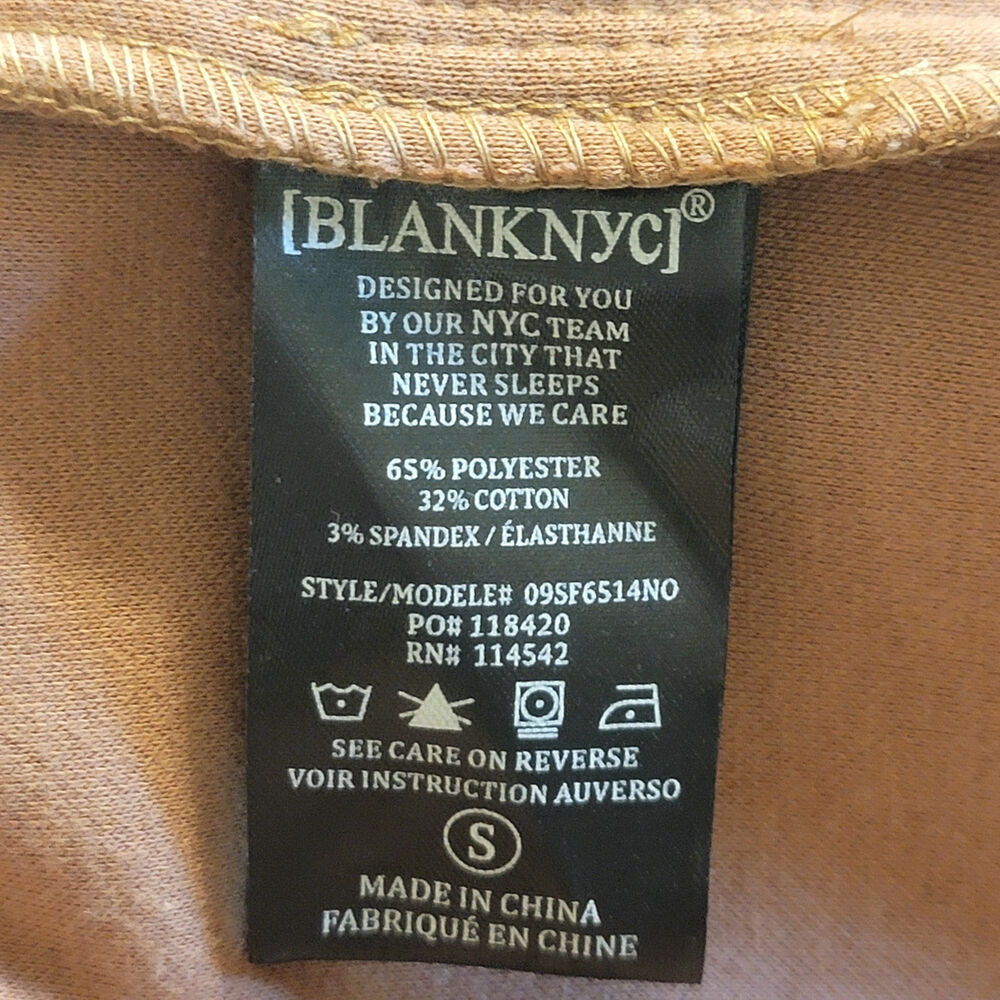 [BLANKNYC]®
DESIGNED FOR YOU
BY OUR NYC TEAM
IN THE CITY THAT
NEVER SLEEPS
BECAUSE WE CARE
65% POLYESTER
32% COTTON
3% SPANDEX / ÉLASTHANNE
STYLE/MODELE# 09SF6514NO
PO# 118420
RN# 114542
SEE CARE ON REVERSE
VOIR INSTRUCTION AUVERSO
S
MADE IN CHINA
FABRIQUÉ EN CHINE